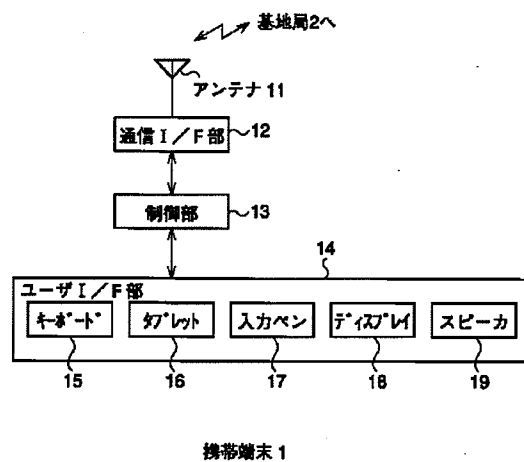 基地局2へ
アンテナ 11
通信I/F部 12
制御部 13
14
ユーザI/F部
キーボード タブレット 入力ペン ディスプレイ スピーカ
15 16 17 18 19
携帯端末 1